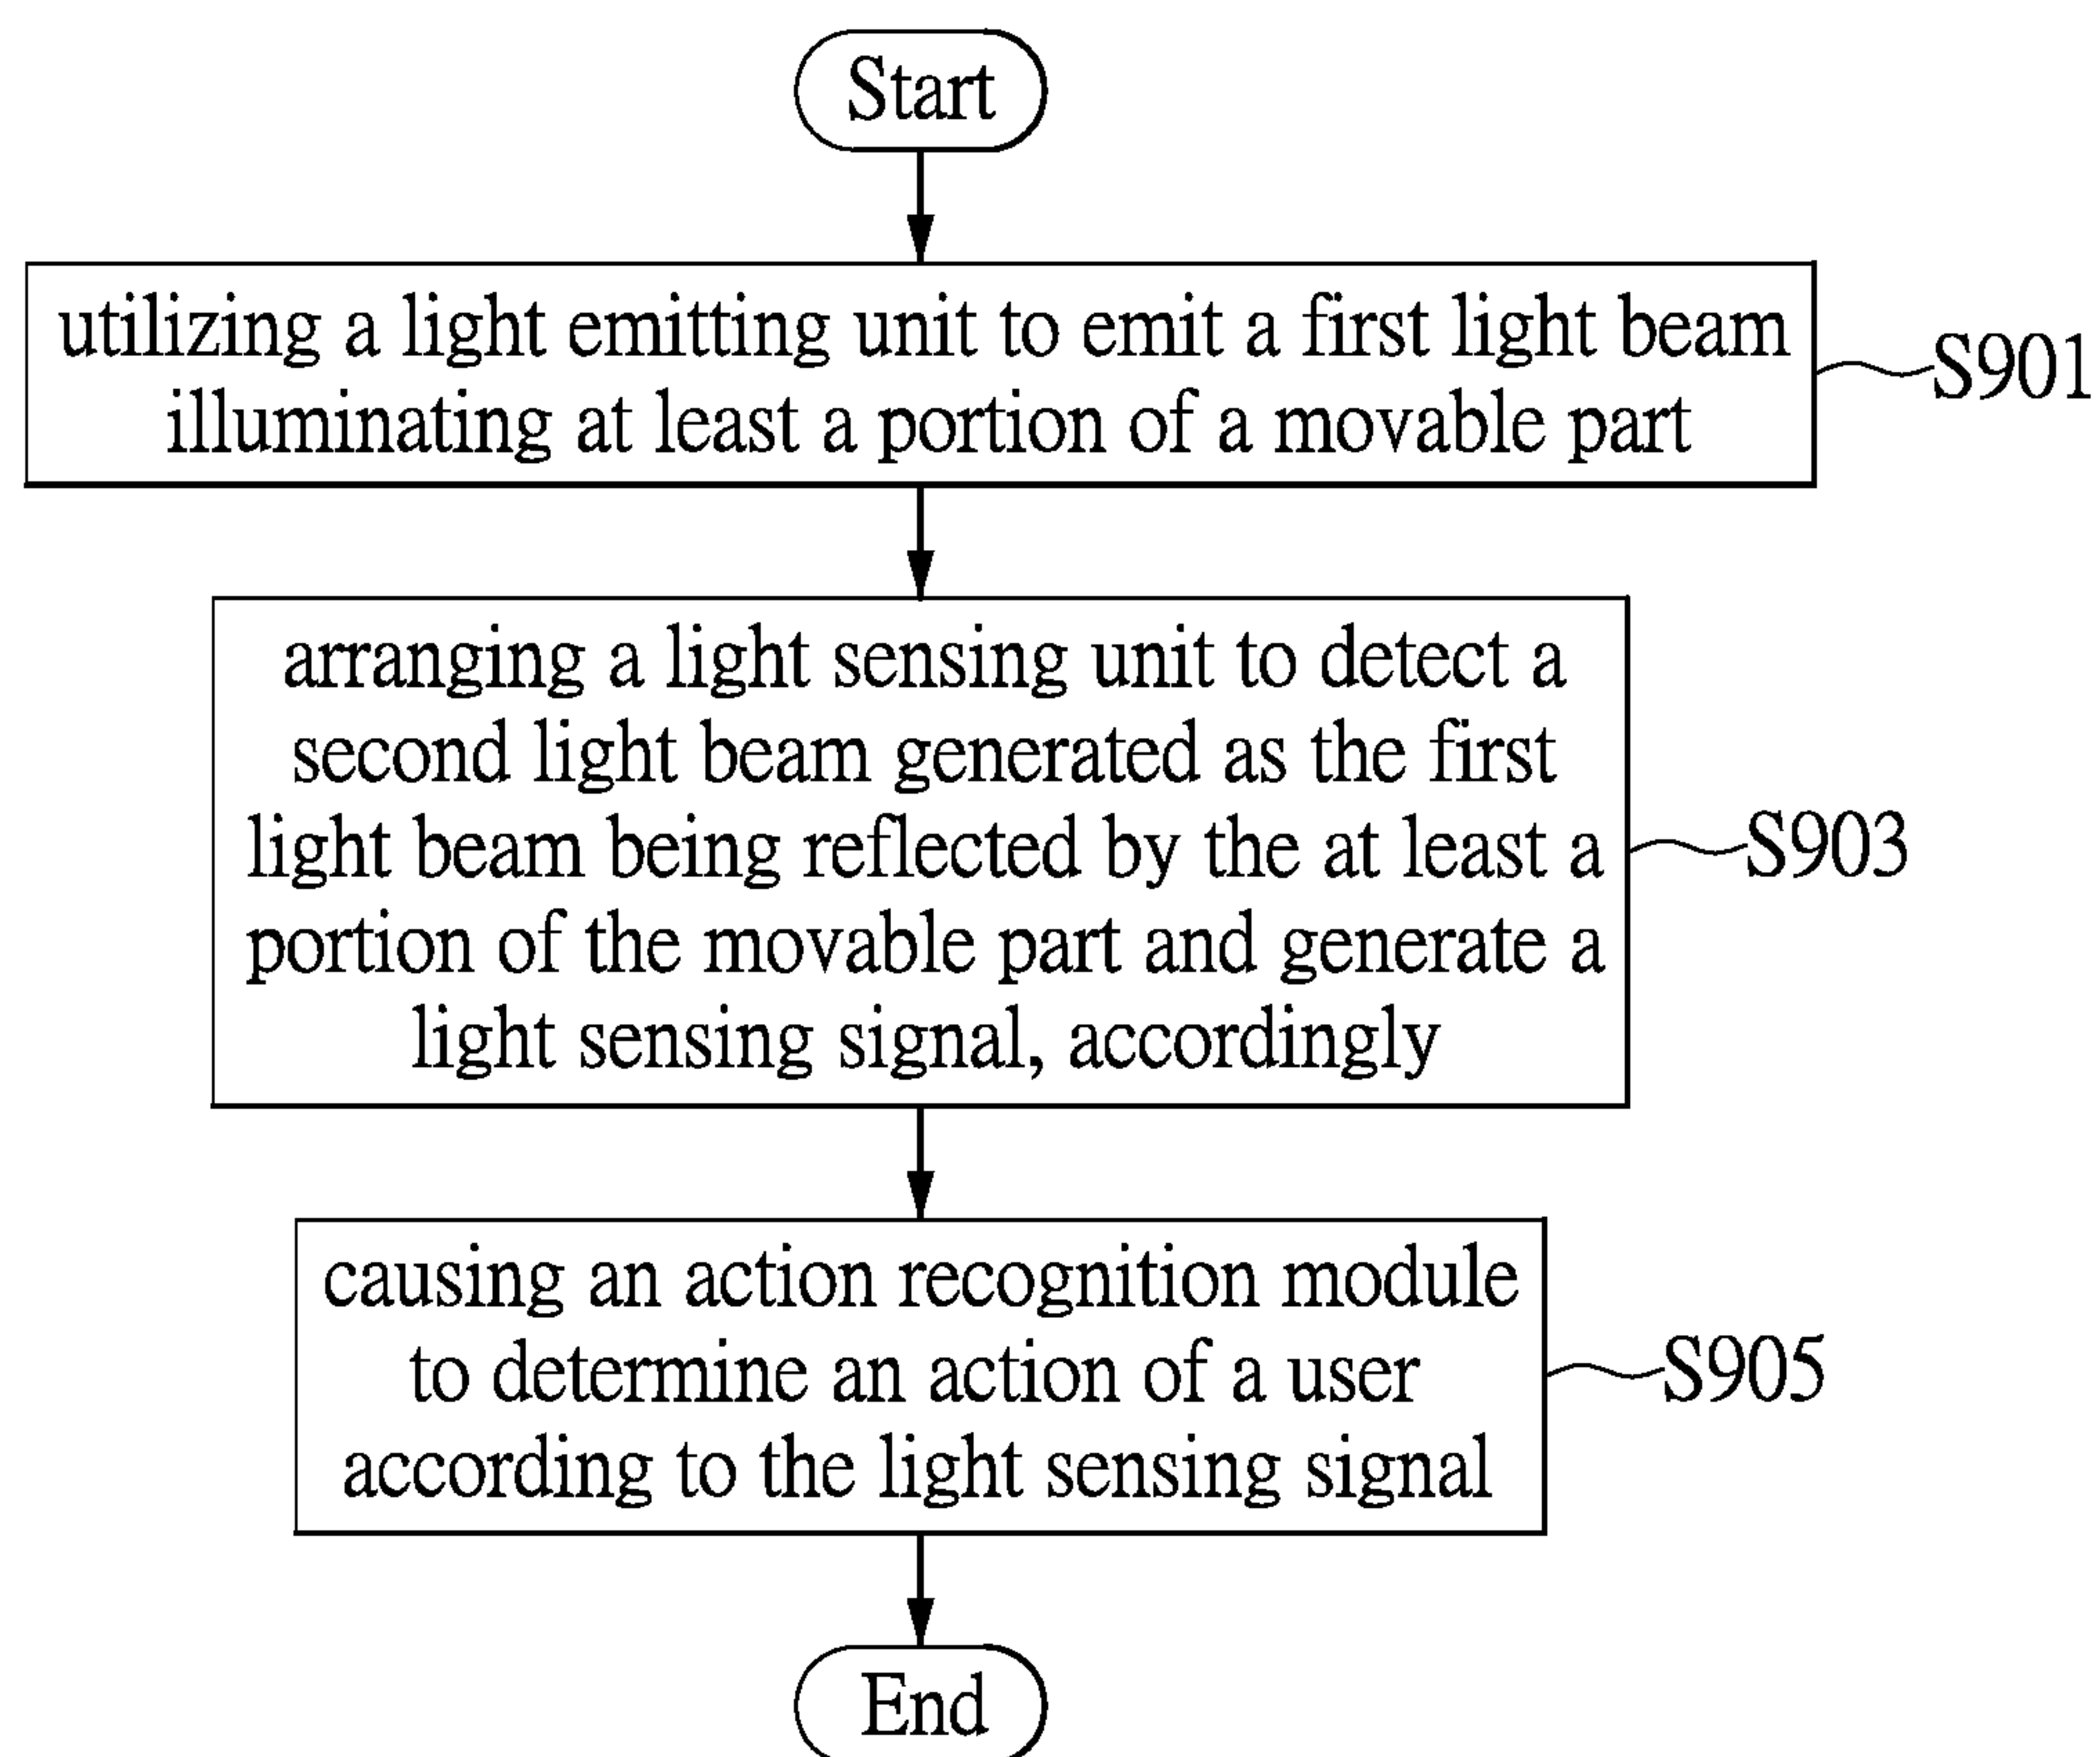 Start
utilizing a light emitting unit to emit a first light beam
illuminating at least a portion of a movable part
S901
arranging a light sensing unit to detect a
second light beam generated as the first
light beam being reflected by the at least a
portion of the movable part and generate a
light sensing signal, accordingly
S903
causing an action recognition module
to determine an action of a user
according to the light sensing signal
S905
End